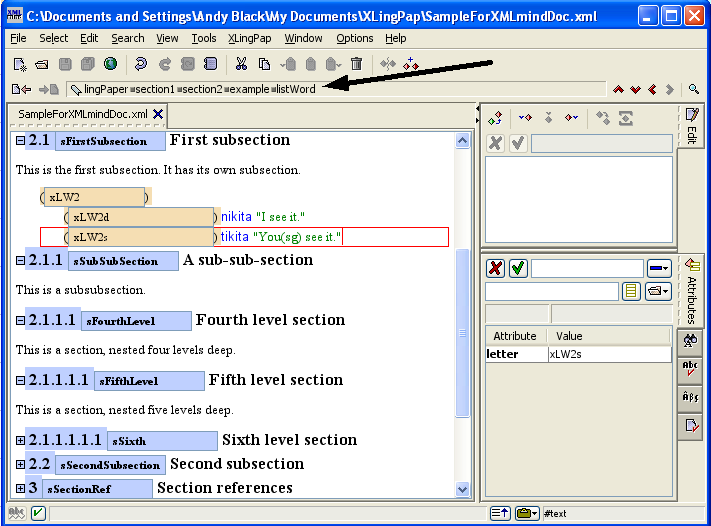 C:\Documents and Settings\Andy Black\My Documents\XLingPap\SampleForXMLmindDoc.xml
File Select Edit Search View Tools XLingPap Window Options Help
lingPaper section1 section2 example listWord
SampleForXMLmindDoc.xml X
2.1 sFirstSubsection First subsection
This is the first subsection. It has its own subsection.
( xLW2 )
( xLW2d ) nikita "I see it."
( xLW2s ) tikita "You(sg) see it."
2.1.1 sSubSubSection A sub-sub-section
This is a subsubsection.
2.1.1.1 sFourthLevel Fourth level section
This is a section, nested four levels deep.
2.1.1.1.1 sFifthLevel Fifth level section
This is a section, nested five levels deep.
2.1.1.1.1.1 sSixth Sixth level section
2.2 sSecondSubsection Second subsection
3 sSectionRef Section references
Edit
Attributes
Attribute Value
letter xLW2s
Abc
Abc
#text